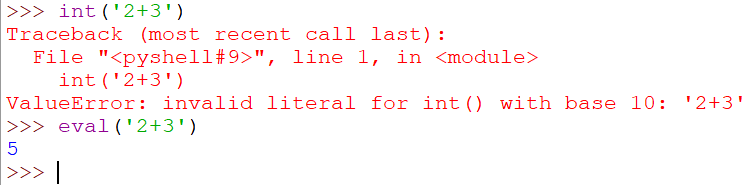 >>> int('2+3')
Traceback (most recent call last):
  File "<pyshell#9>", line 1, in <module>
    int('2+3')
ValueError: invalid literal for int() with base 10: '2+3'
>>> eval('2+3')
5
>>>